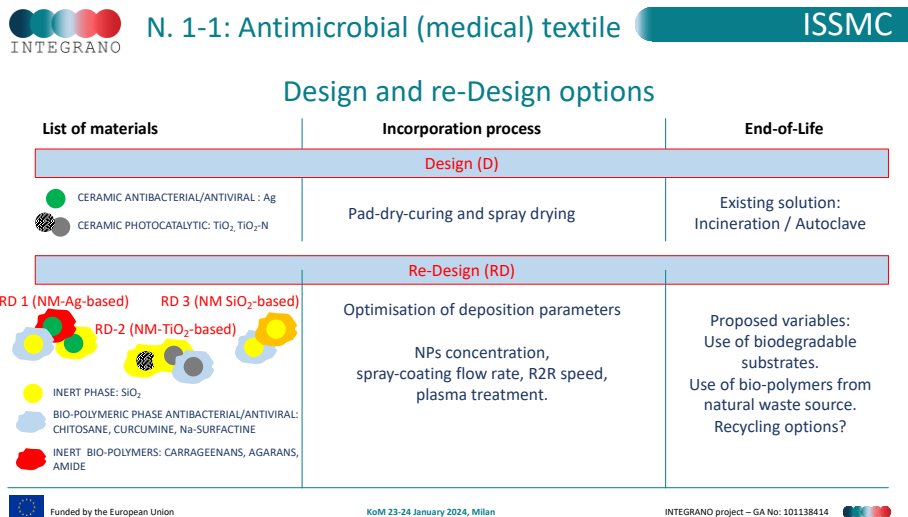 INTEGRANO
N. 1-1: Antimicrobial (medical) textile
ISSMC
Design and re-Design options
List of materials
Incorporation process
End-of-Life
Design (D)
CERAMIC ANTIBACTERIAL/ANTIVIRAL : Ag
CERAMIC PHOTOCATALYTIC: TiO₂, TiO₂-N
Pad-dry-curing and spray drying
Existing solution:
Incineration / Autoclave
Re-Design (RD)
RD 1 (NM-Ag-based)
RD 3 (NM SiO₂-based)
RD-2 (NM-TiO₂-based)
INERT PHASE: SiO₂
BIO-POLYMERIC PHASE ANTIBACTERIAL/ANTIVIRAL:
CHITOSANE, CURCUMINE, Na-SURFACTINE
INERT BIO-POLYMERS: CARRAGEENANS, AGARANS,
AMIDE
Optimisation of deposition parameters
NPs concentration,
spray-coating flow rate, R2R speed,
plasma treatment.
Proposed variables:
Use of biodegradable
substrates.
Use of bio-polymers from
natural waste source.
Recycling options?
Funded by the European Union
KoM 23-24 January 2024, Milan
INTEGRANO project – GA No: 101138414